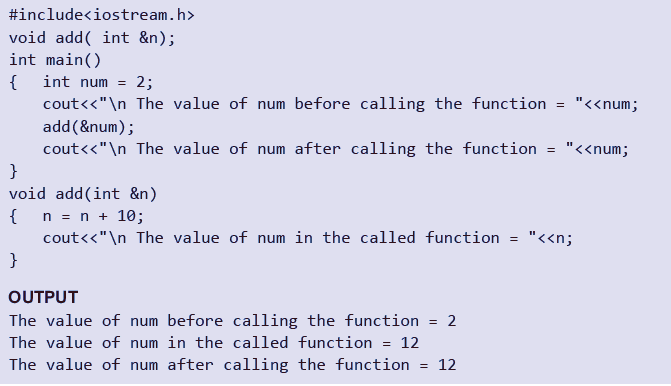 #include<iostream.h>
void add( int &n);
int main()
{   int num = 2;
    cout<<"\n The value of num before calling the function = "<<num;
    add(&num);
    cout<<"\n The value of num after calling the function = "<<num;
}
void add(int &n)
{   n = n + 10;
    cout<<"\n The value of num in the called function = "<<n;
}
OUTPUT
The value of num before calling the function = 2
The value of num in the called function = 12
The value of num after calling the function = 12